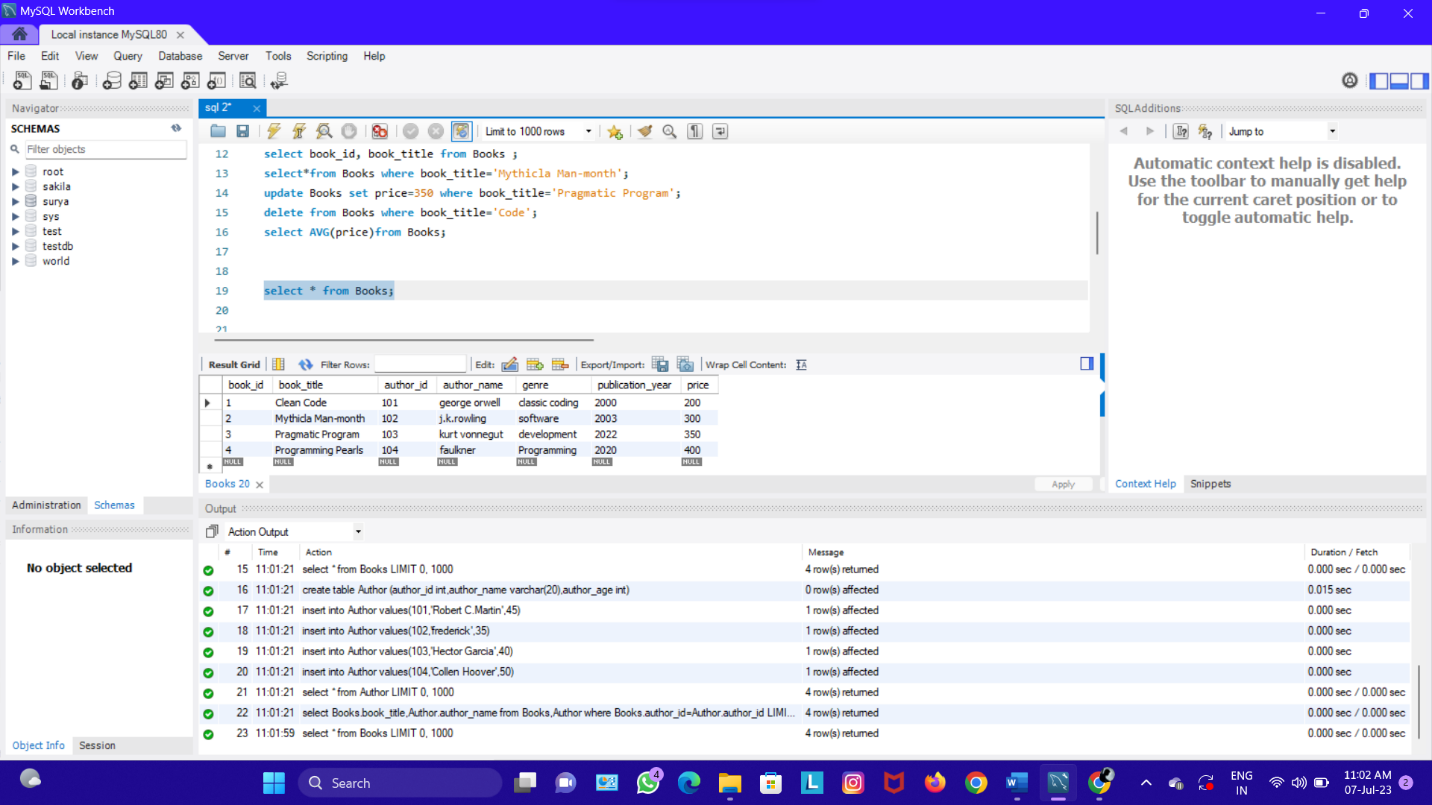 MySQL Workbench
Local instance MySQL80
File Edit View Query Database Server Tools Scripting Help
Navigator
SCHEMAS
Filter objects
root
sakila
surya
sys
test
testdb
world
Administration Schemas
Information
No object selected
Object Info Session
sql 2*
Limit to 1000 rows
12 select book_id, book_title from Books ;
13 select*from Books where book_title='Mythicla Man-month';
14 update Books set price=350 where book_title='Pragmatic Program';
15 delete from Books where book_title='Code';
16 select AVG(price)from Books;
17
18
19 select * from Books;
20
21
Result Grid Filter Rows: Edit: Export/Import: Wrap Cell Content:
book_id book_title author_id author_name genre publication_year price
1 Clean Code 101 george orwell classic coding 2000 200
2 Mythicla Man-month 102 j.k.rowling software 2003 300
3 Pragmatic Program 103 kurt vonnegut development 2022 350
4 Programming Pearls 104 faulkner Programming 2020 400
NULL NULL NULL NULL NULL NULL NULL
Books 20
Apply
SQLAdditions
Jump to
Automatic context help is disabled.
Use the toolbar to manually get help
for the current caret position or to
toggle automatic help.
Context Help Snippets
Output
Action Output
# Time Action Message Duration / Fetch
15 11:01:21 select * from Books LIMIT 0, 1000 4 row(s) returned 0.000 sec / 0.000 sec
16 11:01:21 create table Author (author_id int,author_name varchar(20),author_age int) 0 row(s) affected 0.015 sec
17 11:01:21 insert into Author values(101,'Robert C.Martin',45) 1 row(s) affected 0.000 sec
18 11:01:21 insert into Author values(102,'frederick',35) 1 row(s) affected 0.000 sec
19 11:01:21 insert into Author values(103,'Hector Garcia',40) 1 row(s) affected 0.000 sec
20 11:01:21 insert into Author values(104,'Collen Hoover',50) 1 row(s) affected 0.000 sec
21 11:01:21 select * from Author LIMIT 0, 1000 4 row(s) returned 0.000 sec / 0.000 sec
22 11:01:21 select Books.book_title,Author.author_name from Books,Author where Books.author_id=Author.author_id LIMI... 4 row(s) returned 0.000 sec / 0.000 sec
23 11:01:59 select * from Books LIMIT 0, 1000 4 row(s) returned 0.000 sec / 0.000 sec
Search
4
ENG
IN
11:02 AM
07-Jul-23
2